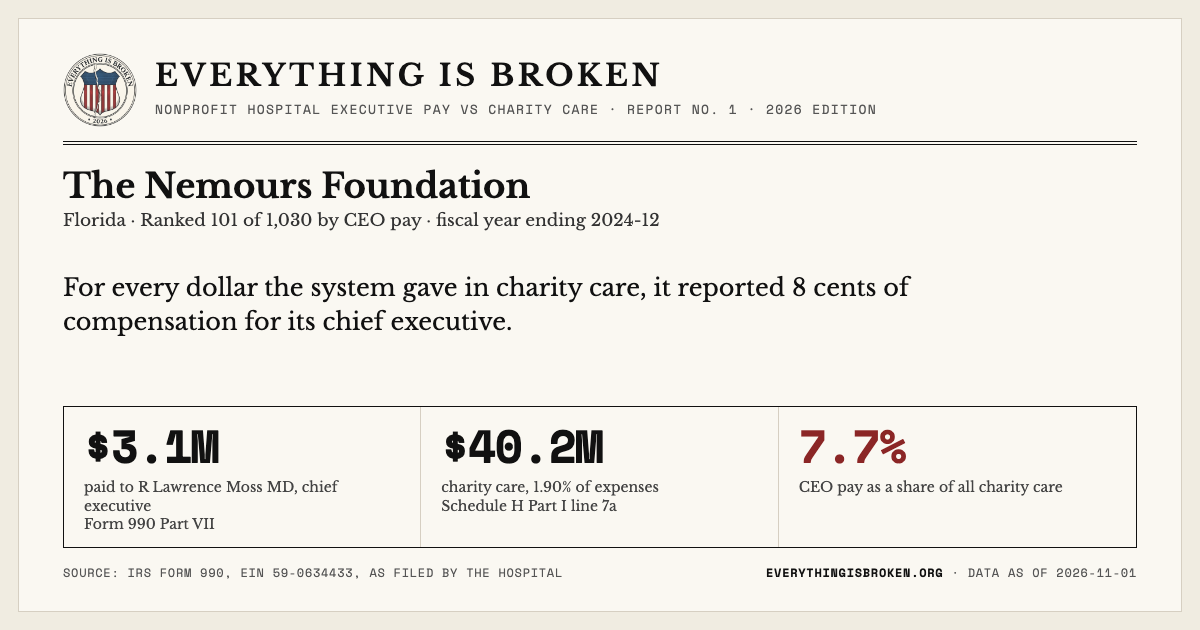 EVERYTHING IS BROKEN
· 2026 ·
EVERYTHING IS BROKEN
NONPROFIT HOSPITAL EXECUTIVE PAY VS CHARITY CARE · REPORT NO. 1 · 2026 EDITION
The Nemours Foundation
Florida · Ranked 101 of 1,030 by CEO pay · fiscal year ending 2024-12
For every dollar the system gave in charity care, it reported 8 cents of
compensation for its chief executive.
$3.1M
paid to R Lawrence Moss MD, chief
executive
Form 990 Part VII
$40.2M
charity care, 1.90% of expenses
Schedule H Part I line 7a
7.7%
CEO pay as a share of all charity care
SOURCE: IRS FORM 990, EIN 59-0634433, AS FILED BY THE HOSPITAL
EVERYTHINGISBROKEN.ORG · DATA AS OF 2026-11-01